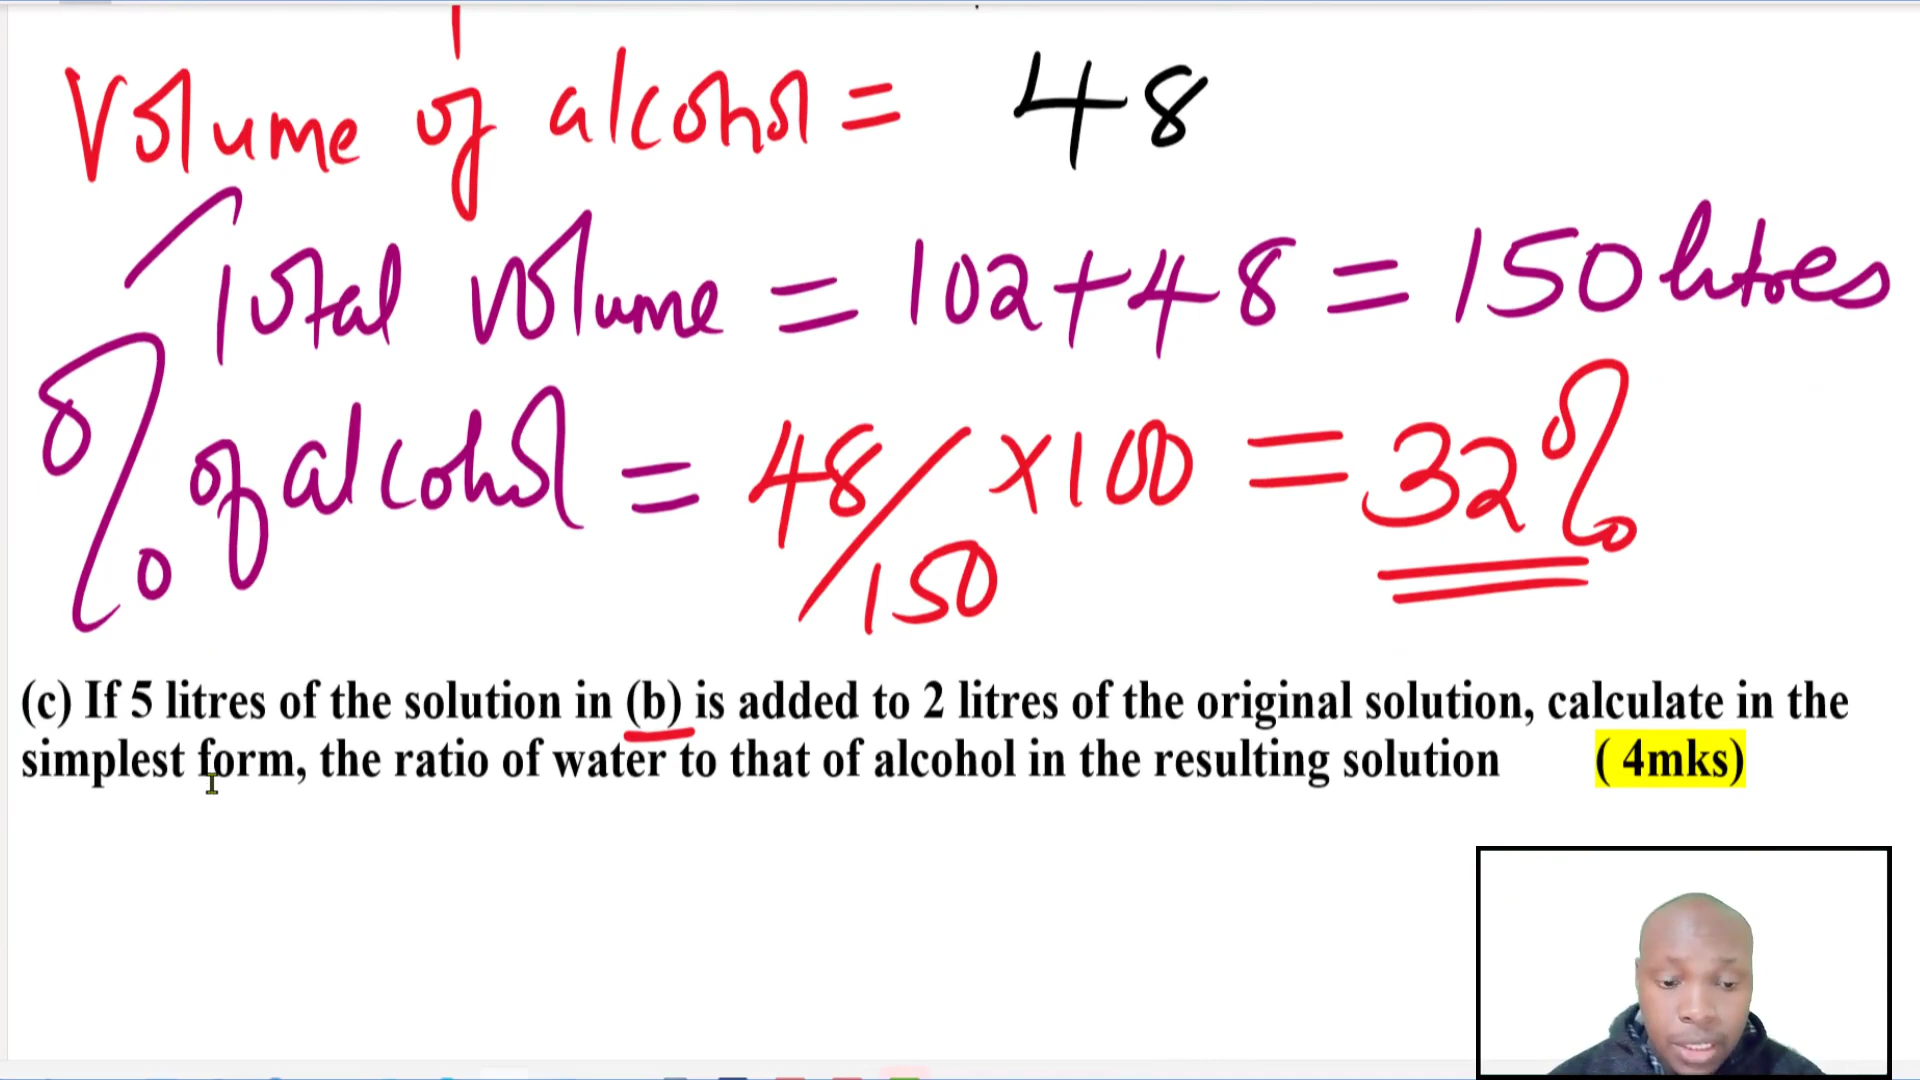 Volume of alcohol = 48
Total volume = 102+48 = 150 litres
% of alcohol = 48/150 x100 = 32%
(c) If 5 litres of the solution in (b) is added to 2 litres of the original solution, calculate in the
simplest form, the ratio of water to that of alcohol in the resulting solution ( 4mks)